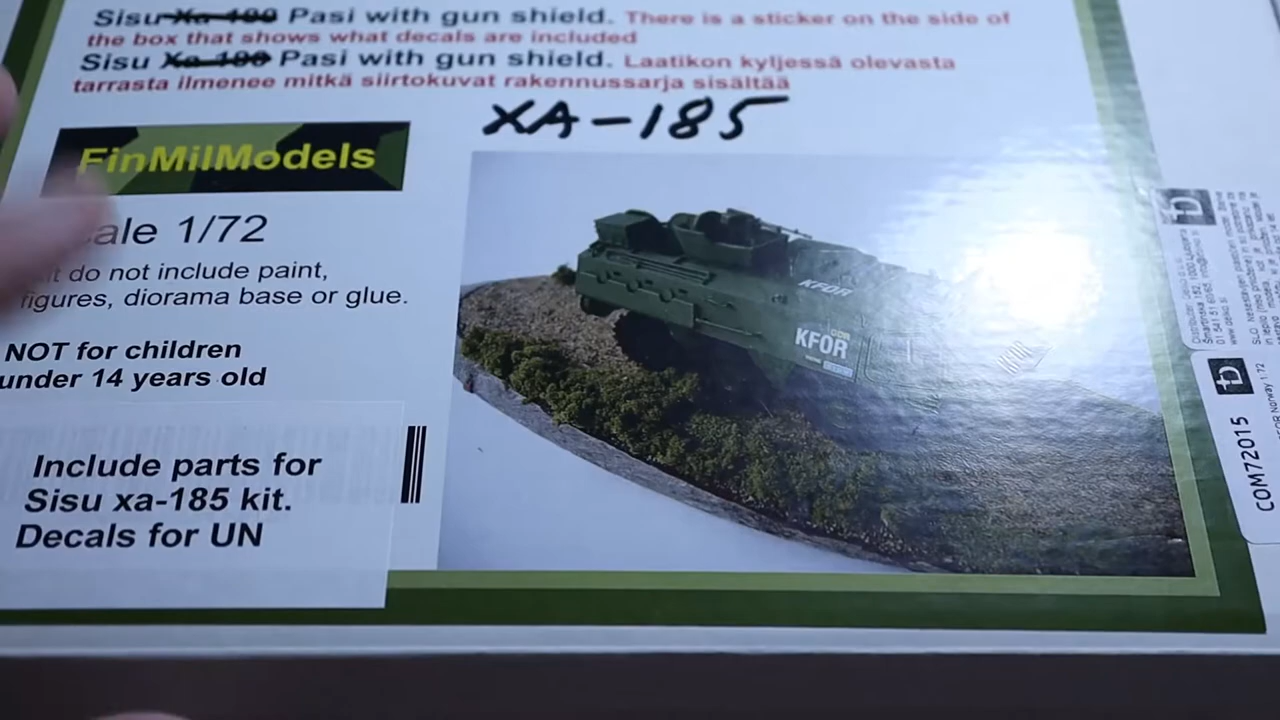 Sisu Xa-180 Pasi with gun shield. There is a sticker on the side of
the box that shows what decals are included
Sisu Xa-180 Pasi with gun shield. Laatikon kyljessä olevasta
tarrasta ilmenee mitkä siirtokuvat rakennussarja sisältää
XA-185
FinMilModels
1/72
do not include paint,
figures, diorama base or glue.
NOT for children
under 14 years old
Include parts for
Sisu xa-185 kit.
Decals for UN
KFOR
KFOR
KFOR
COM72015